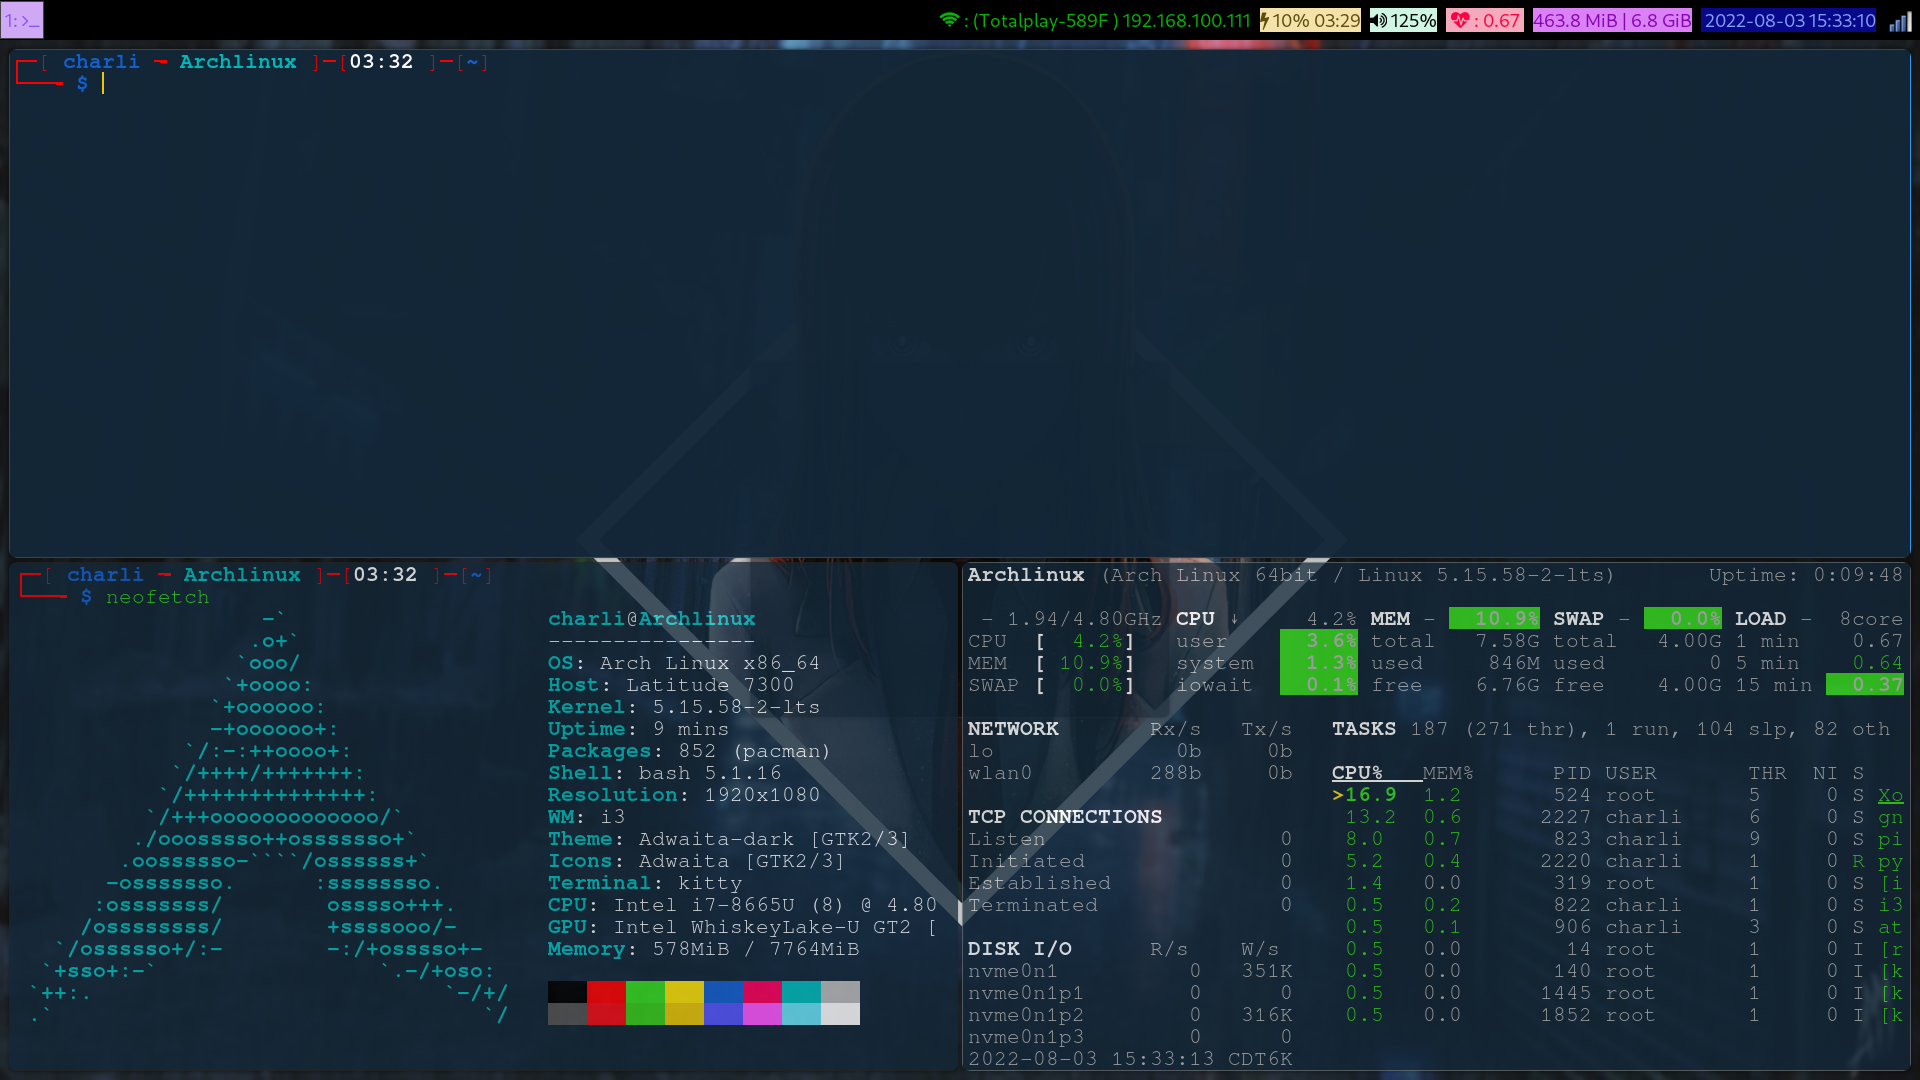 1: >_
: (Totalplay-589F ) 192.168.100.111 10% 03:29 125% : 0.67 463.8 MiB | 6.8 GiB 2022-08-03 15:33:10
[ charli - Archlinux ]-[03:32 ]-[~]
$
[ charli - Archlinux ]-[03:32 ]-[~]
$ neofetch
-`
.o+`
`ooo/
`+oooo:
`+oooooo:
-+oooooo+:
`/:-:++oooo+:
`/++++/+++++++:
`/++++++++++++++:
`/+++ooooooooooooo/`
./ooosssso++osssssso+`
.oossssso-````/ossssss+`
-osssssso. :ssssssso.
:osssssss/ osssso+++.
/ossssssss/ +ssssooo/-
`/ossssso+/:- -:/+osssso+-
`+sso+:-` `.-/+oso:
`++:. `-/+/
.` `/
charli@Archlinux
----------------
OS: Arch Linux x86_64
Host: Latitude 7300
Kernel: 5.15.58-2-lts
Uptime: 9 mins
Packages: 852 (pacman)
Shell: bash 5.1.16
Resolution: 1920x1080
WM: i3
Theme: Adwaita-dark [GTK2/3]
Icons: Adwaita [GTK2/3]
Terminal: kitty
CPU: Intel i7-8665U (8) @ 4.80
GPU: Intel WhiskeyLake-U GT2 [
Memory: 578MiB / 7764MiB
Archlinux (Arch Linux 64bit / Linux 5.15.58-2-lts) Uptime: 0:09:48
- 1.94/4.80GHz CPU ↓ 4.2% MEM - 10.9% SWAP - 0.0% LOAD - 8core
CPU [ 4.2%] user 3.6% total 7.58G total 4.00G 1 min 0.67
MEM [ 10.9%] system 1.3% used 846M used 0 5 min 0.64
SWAP [ 0.0%] iowait 0.1% free 6.76G free 4.00G 15 min 0.37
NETWORK Rx/s Tx/s
lo 0b 0b
wlan0 288b 0b
TCP CONNECTIONS
Listen 0
Initiated 0
Established 0
Terminated 0
DISK I/O R/s W/s
nvme0n1 0 351K
nvme0n1p1 0 0
nvme0n1p2 0 316K
nvme0n1p3 0 0
2022-08-03 15:33:13 CDT6K
TASKS 187 (271 thr), 1 run, 104 slp, 82 oth
CPU% MEM% PID USER THR NI S
>16.9 1.2 524 root 5 0 S Xo
13.2 0.6 2227 charli 6 0 S gn
8.0 0.7 823 charli 9 0 S pi
5.2 0.4 2220 charli 1 0 R py
1.4 0.0 319 root 1 0 S [i
0.5 0.2 822 charli 1 0 S i3
0.5 0.1 906 charli 3 0 S at
0.5 0.0 14 root 1 0 I [r
0.5 0.0 140 root 1 0 I [k
0.5 0.0 1445 root 1 0 I [k
0.5 0.0 1852 root 1 0 I [k